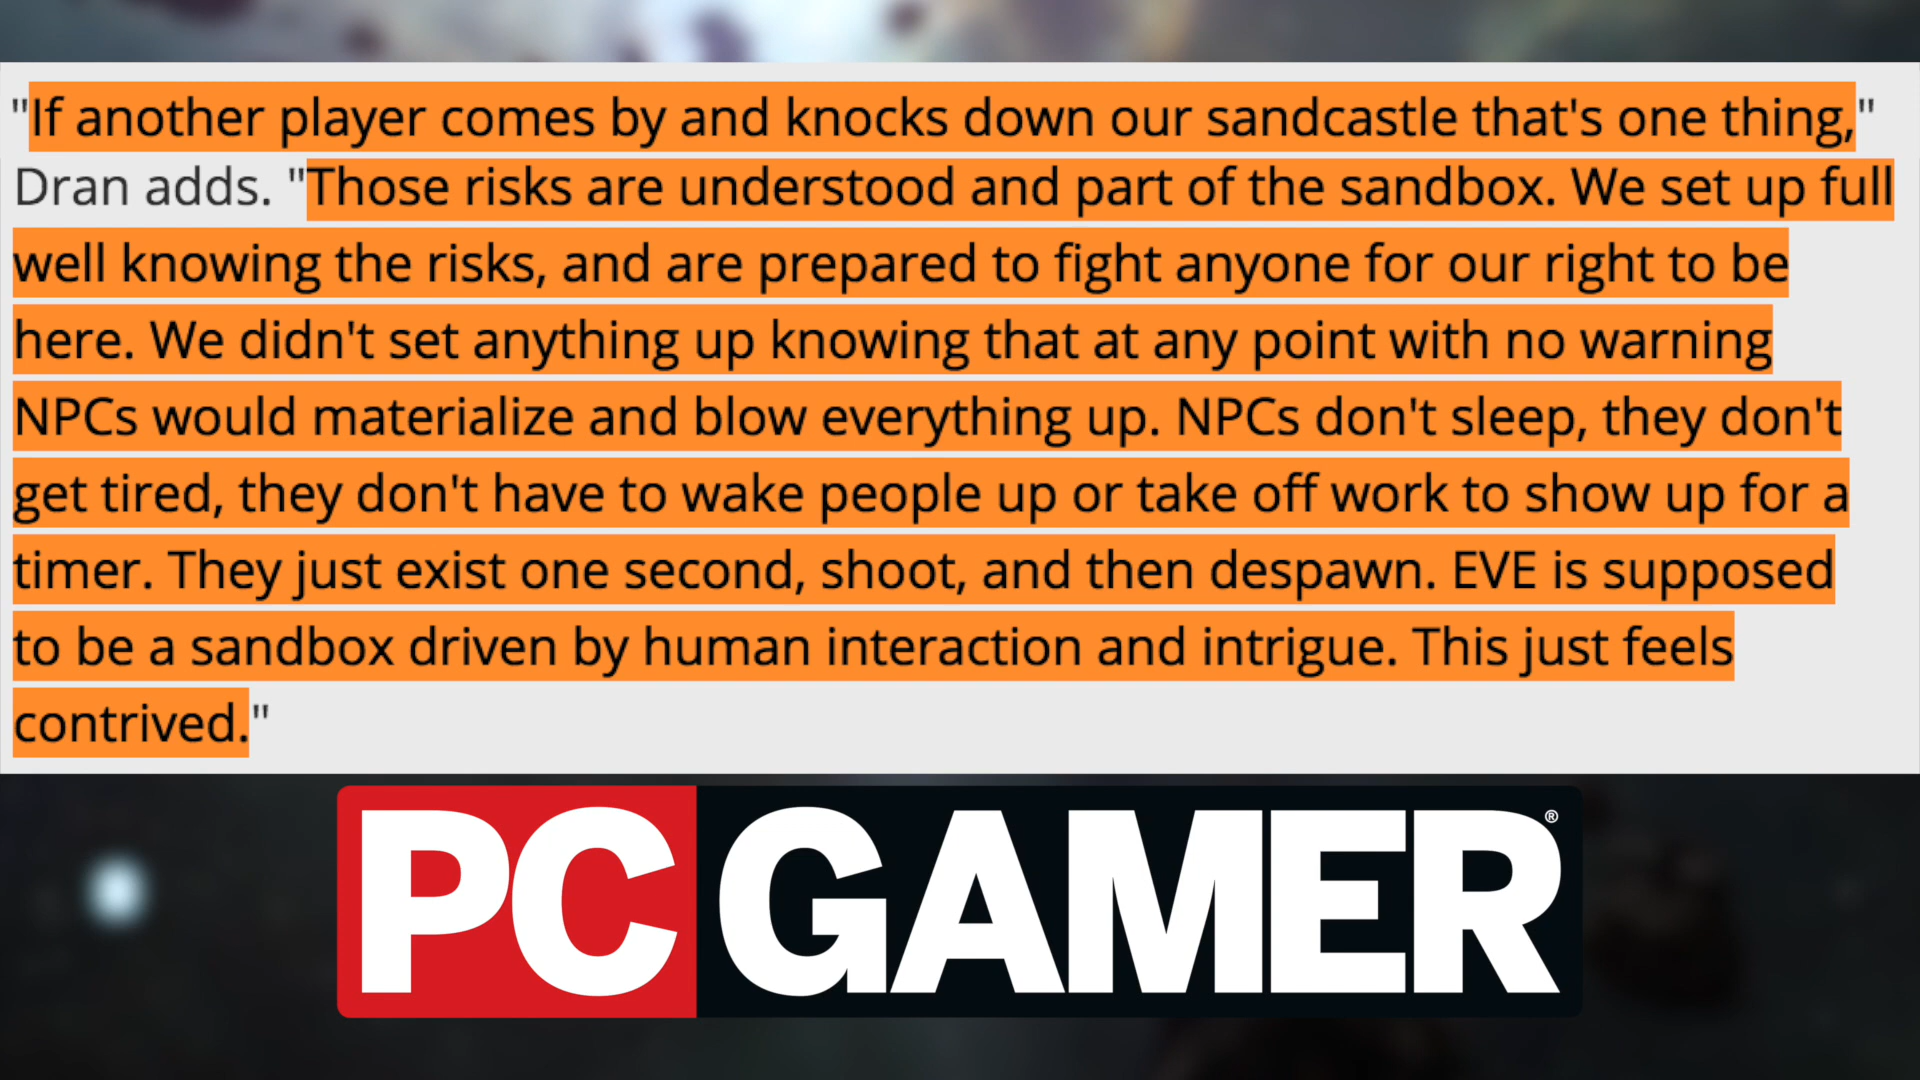 "If another player comes by and knocks down our sandcastle that's one thing,"
Dran adds. "Those risks are understood and part of the sandbox. We set up full
well knowing the risks, and are prepared to fight anyone for our right to be
here. We didn't set anything up knowing that at any point with no warning
NPCs would materialize and blow everything up. NPCs don't sleep, they don't
get tired, they don't have to wake people up or take off work to show up for a
timer. They just exist one second, shoot, and then despawn. EVE is supposed
to be a sandbox driven by human interaction and intrigue. This just feels
contrived."
PC GAMER®